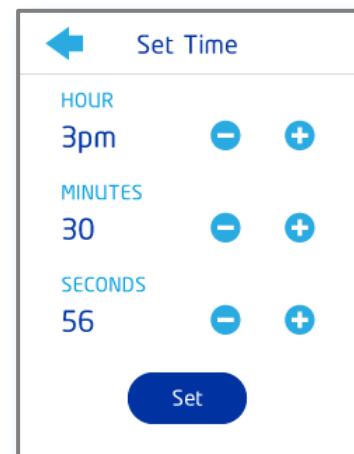 Set Time
HOUR
3pm
MINUTES
30
SECONDS
56
Set